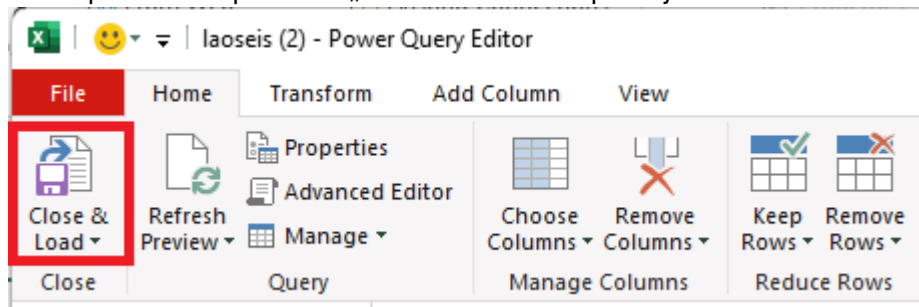 laoseis (2) - Power Query Editor
File Home Transform Add Column View
Properties
Advanced Editor
Manage
Close &
Load
Refresh
Preview
Choose
Columns
Remove
Columns
Keep
Rows
Remove
Rows
Close Query Manage Columns Reduce Rows